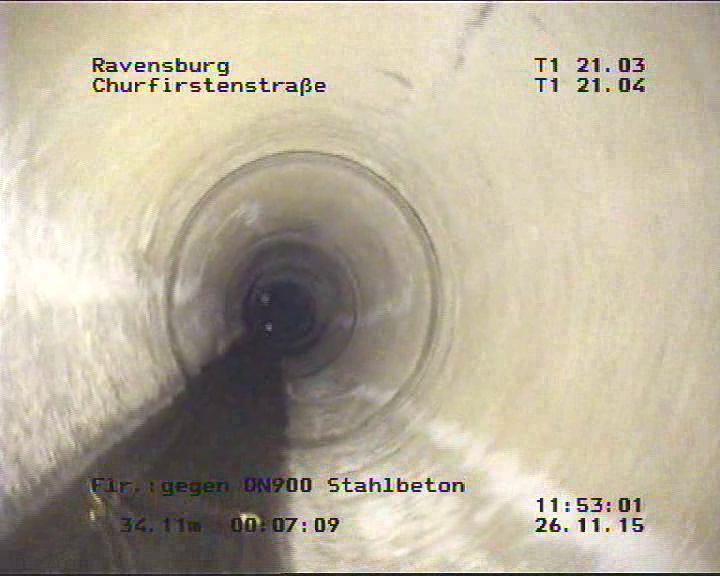 Ravensburg
Churfirstenstraße
T1 21.03
T1 21.04
Flr.:gegen DN900 Stahlbeton
34.11m 00:07:09
11:53:01
26.11.15